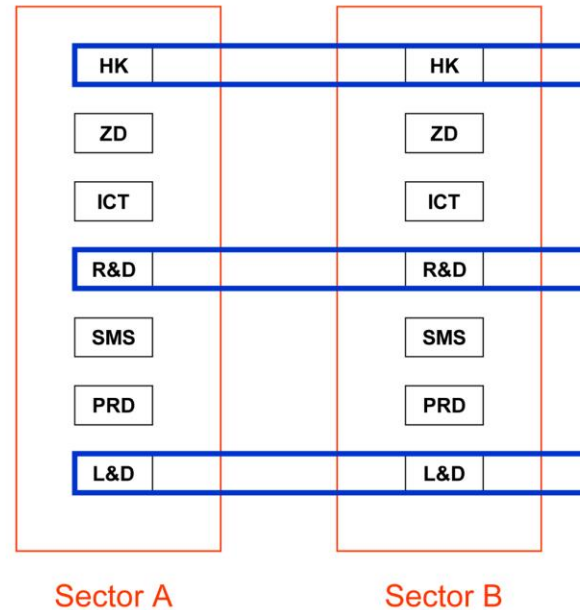 HK HK
ZD ZD
ICT ICT
R&D R&D
SMS SMS
PRD PRD
L&D L&D
Sector A Sector B